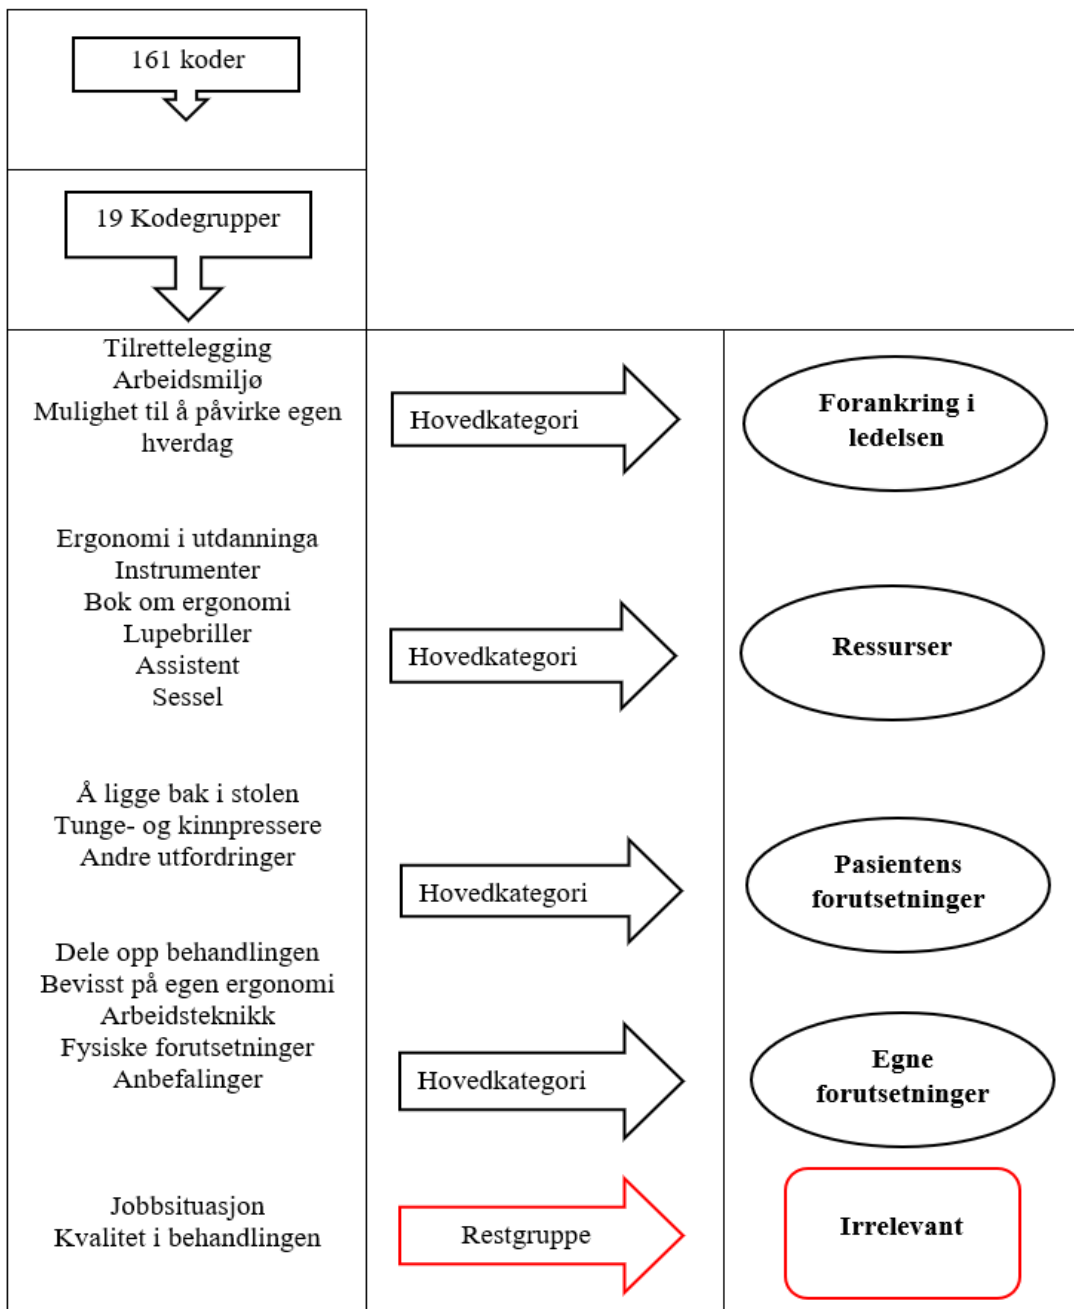 161 koder
19 Kodegrupper
Tilrettelegging
Arbeidsmiljø
Mulighet til å påvirke egen
hverdag
Hovedkategori
Forankring i
ledelsen
Ergonomi i utdanninga
Instrumenter
Bok om ergonomi
Lupebriller
Assistent
Sessel
Hovedkategori
Ressurser
Å ligge bak i stolen
Tunge- og kinnpressere
Andre utfordringer
Hovedkategori
Pasientens
forutsetninger
Dele opp behandlingen
Bevisst på egen ergonomi
Arbeidsteknikk
Fysiske forutsetninger
Anbefalinger
Hovedkategori
Egne
forutsetninger
Jobbsituasjon
Kvalitet i behandlingen
Restgruppe
Irrelevant